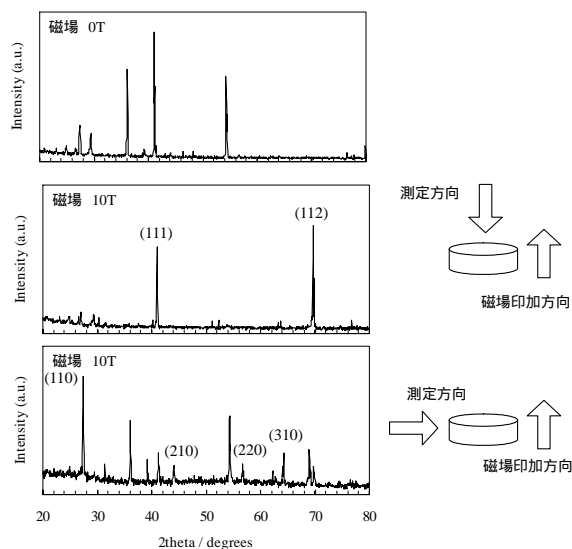 磁場 0T
Intensity (a.u.)
磁場 10T
(111)
(112)
Intensity (a.u.)
測定方向
磁場印加方向
磁場 10T
(110)
(210)
(220)
(310)
Intensity (a.u.)
測定方向
磁場印加方向
20 30 40 50 60 70 80
2theta / degrees